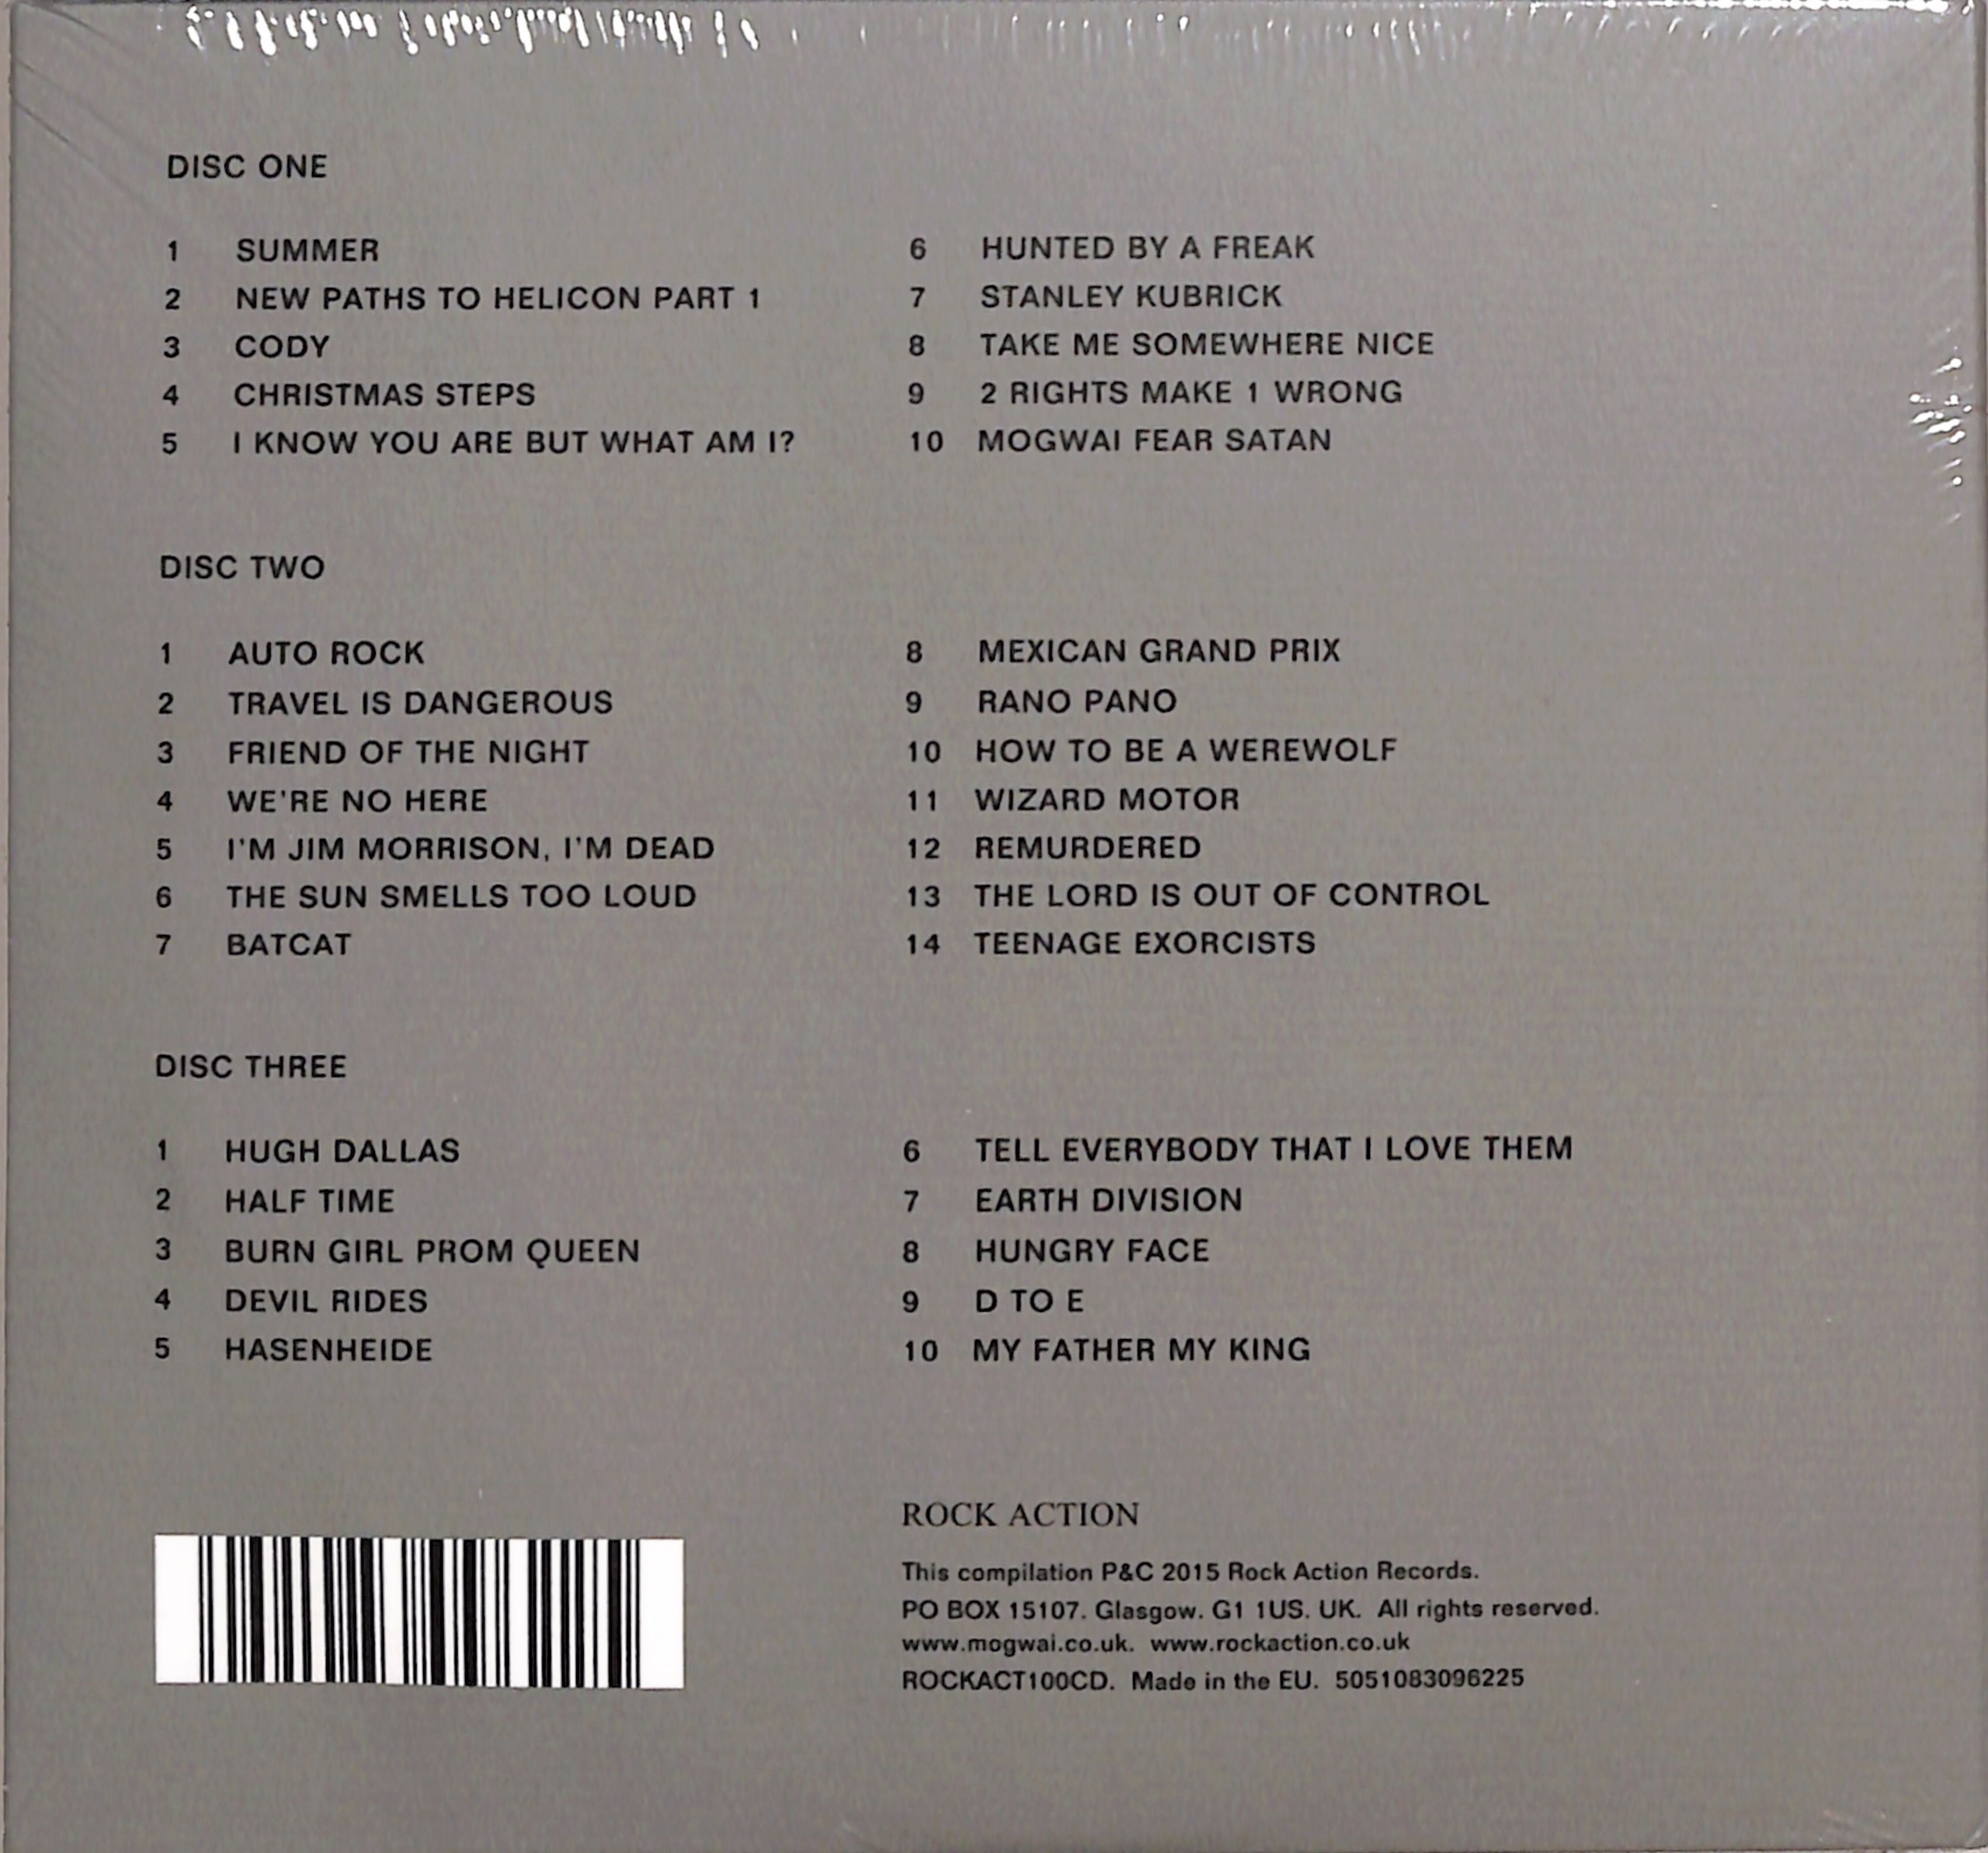 DISC ONE
1 SUMMER
2 NEW PATHS TO HELICON PART 1
3 CODY
4 CHRISTMAS STEPS
5 I KNOW YOU ARE BUT WHAT AM I?
6 HUNTED BY A FREAK
7 STANLEY KUBRICK
8 TAKE ME SOMEWHERE NICE
9 2 RIGHTS MAKE 1 WRONG
10 MOGWAI FEAR SATAN
DISC TWO
1 AUTO ROCK
2 TRAVEL IS DANGEROUS
3 FRIEND OF THE NIGHT
4 WE'RE NO HERE
5 I'M JIM MORRISON, I'M DEAD
6 THE SUN SMELLS TOO LOUD
7 BATCAT
8 MEXICAN GRAND PRIX
9 RANO PANO
10 HOW TO BE A WEREWOLF
11 WIZARD MOTOR
12 REMURDERED
13 THE LORD IS OUT OF CONTROL
14 TEENAGE EXORCISTS
DISC THREE
1 HUGH DALLAS
2 HALF TIME
3 BURN GIRL PROM QUEEN
4 DEVIL RIDES
5 HASENHEIDE
6 TELL EVERYBODY THAT I LOVE THEM
7 EARTH DIVISION
8 HUNGRY FACE
9 D TO E
10 MY FATHER MY KING
ROCK ACTION
This compilation P&C 2015 Rock Action Records.
PO BOX 15107. Glasgow. G1 1US. UK. All rights reserved.
www.mogwai.co.uk. www.rockaction.co.uk
ROCKACT100CD. Made in the EU. 5051083096225